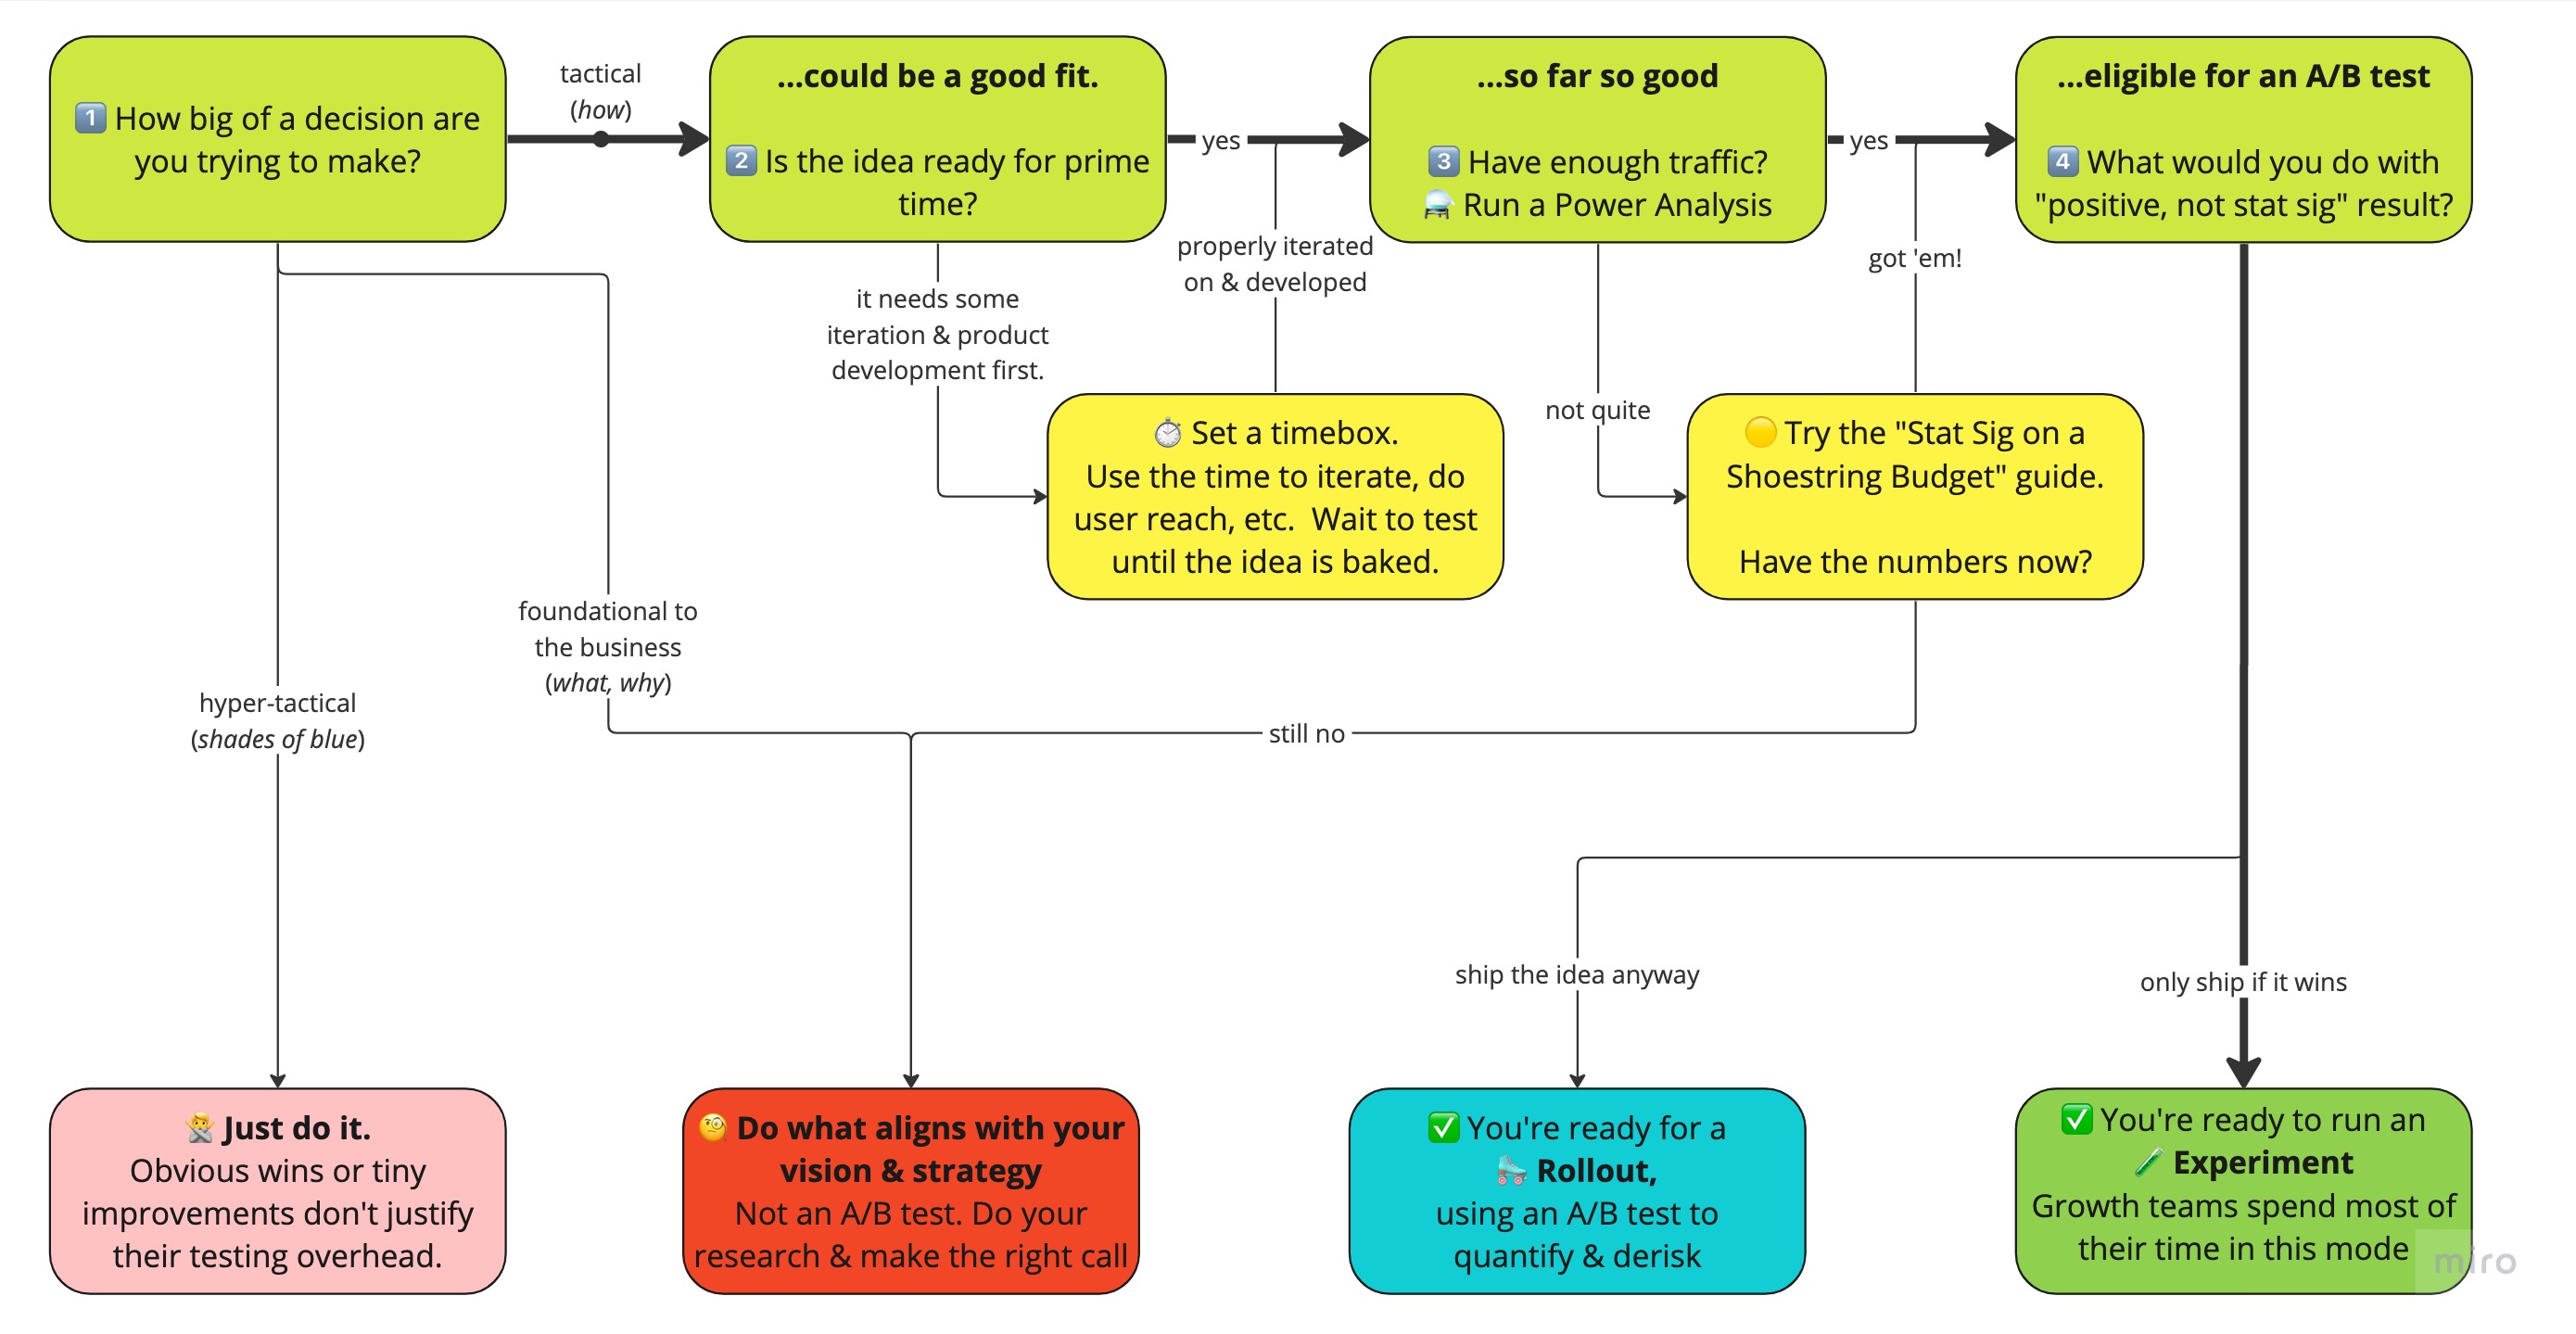 1 How big of a decision are
you trying to make?
tactical
(how)
...could be a good fit.
2 Is the idea ready for prime
time?
yes
...so far so good
3 Have enough traffic?
Run a Power Analysis
yes
...eligible for an A/B test
4 What would you do with
"positive, not stat sig" result?
it needs some
iteration & product
development first.
properly iterated
on & developed
not quite
got 'em!
Set a timebox.
Use the time to iterate, do
user reach, etc.  Wait to test
until the idea is baked.
Try the "Stat Sig on a
Shoestring Budget" guide.
Have the numbers now?
foundational to
the business
(what, why)
hyper-tactical
(shades of blue)
still no
ship the idea anyway
only ship if it wins
Just do it.
Obvious wins or tiny
improvements don't justify
their testing overhead.
Do what aligns with your
vision & strategy
Not an A/B test. Do your
research & make the right call
You're ready for a
Rollout,
using an A/B test to
quantify & derisk
You're ready to run an
Experiment
Growth teams spend most of
their time in this mode
miro